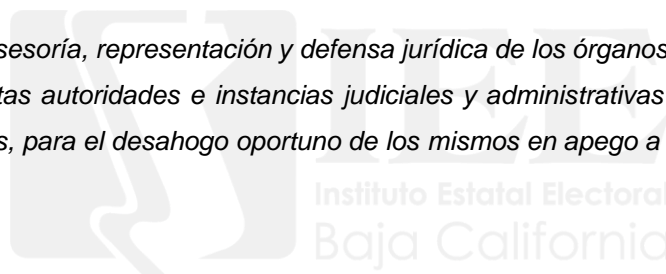 sesoría, representación y defensa jurídica de los órganos
tas autoridades e instancias judiciales y administrativas
s, para el desahogo oportuno de los mismos en apego a
IEE
Instituto Estatal Electoral
Baja California